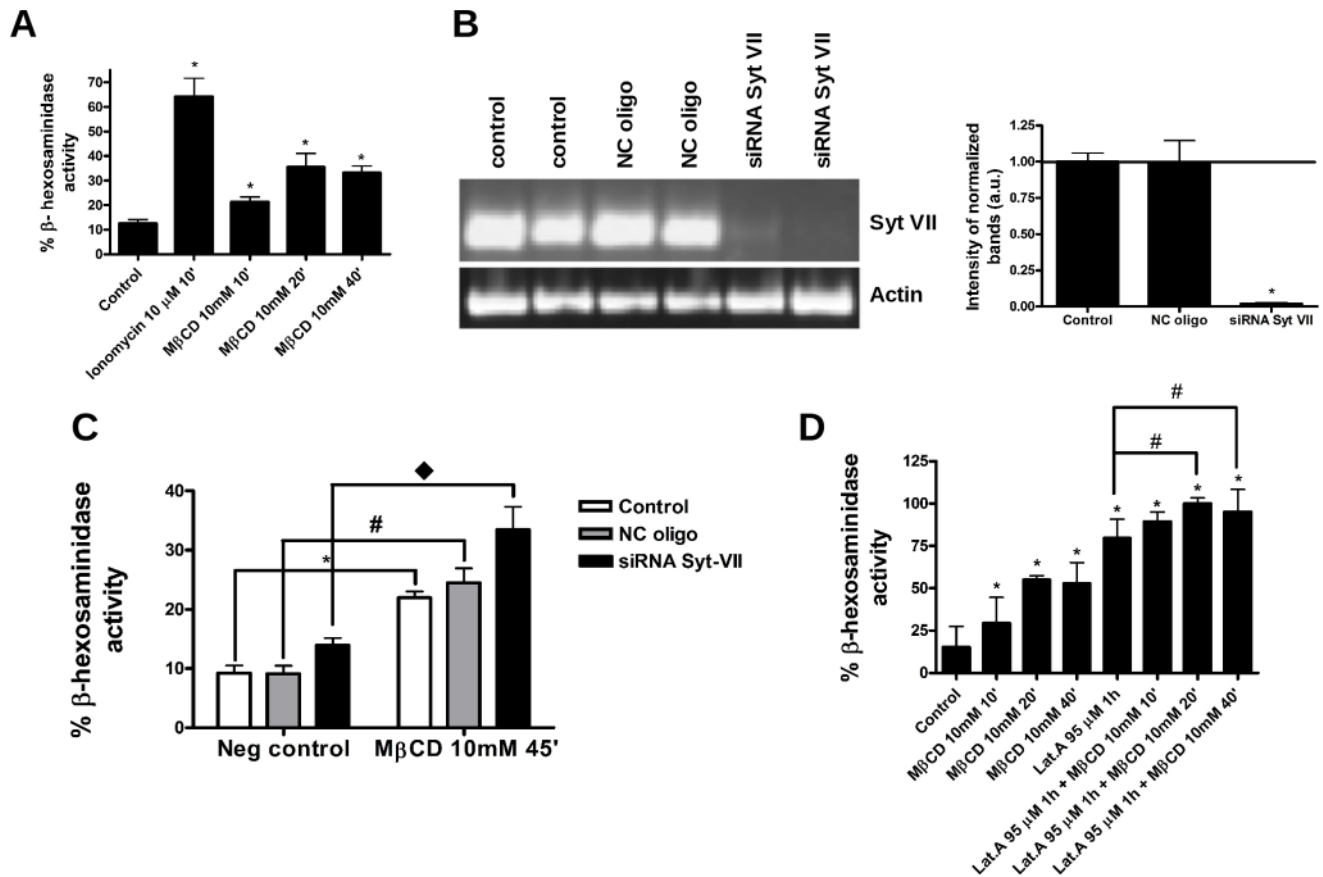 A
% β- hexosaminidase
activity
70
60
50
40
30
20
10
0
*
*
*
*
Control
Ionomycin 10 μM 10'
MβCD 10mM 10'
MβCD 10mM 20'
MβCD 10mM 40'
B
control
control
NC oligo
NC oligo
siRNA Syt VII
siRNA Syt VII
Syt VII
Actin
Intensity of normalized
bands (a.u.)
1.25
1.00
0.75
0.50
0.25
0.00
*
Control
NC oligo
siRNA Syt VII
C
% β-hexosaminidase
activity
40
30
20
10
0
◆
#
*
Control
NC oligo
siRNA Syt-VII
Neg control
MβCD 10mM 45'
D
% β-hexosaminidase
activity
125
100
75
50
25
0
#
#
*
*
*
*
*
*
*
Control
MβCD 10mM 10'
MβCD 10mM 20'
MβCD 10mM 40'
Lat.A 95 μM 1h
Lat.A 95 μM 1h + MβCD 10mM 10'
Lat.A 95 μM 1h + MβCD 10mM 20'
Lat.A 95 μM 1h + MβCD 10mM 40'